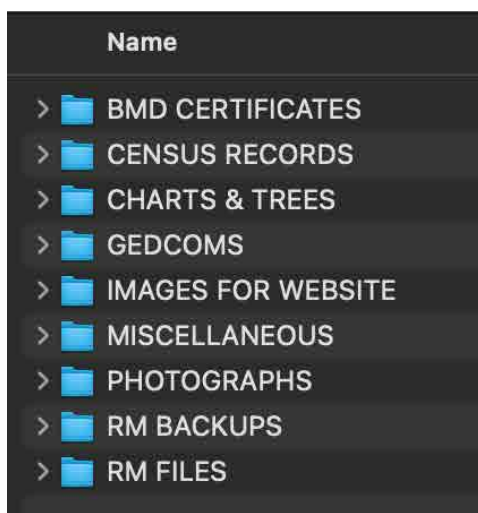 Name
BMD CERTIFICATES
CENSUS RECORDS
CHARTS & TREES
GEDCOMS
IMAGES FOR WEBSITE
MISCELLANEOUS
PHOTOGRAPHS
RM BACKUPS
RM FILES